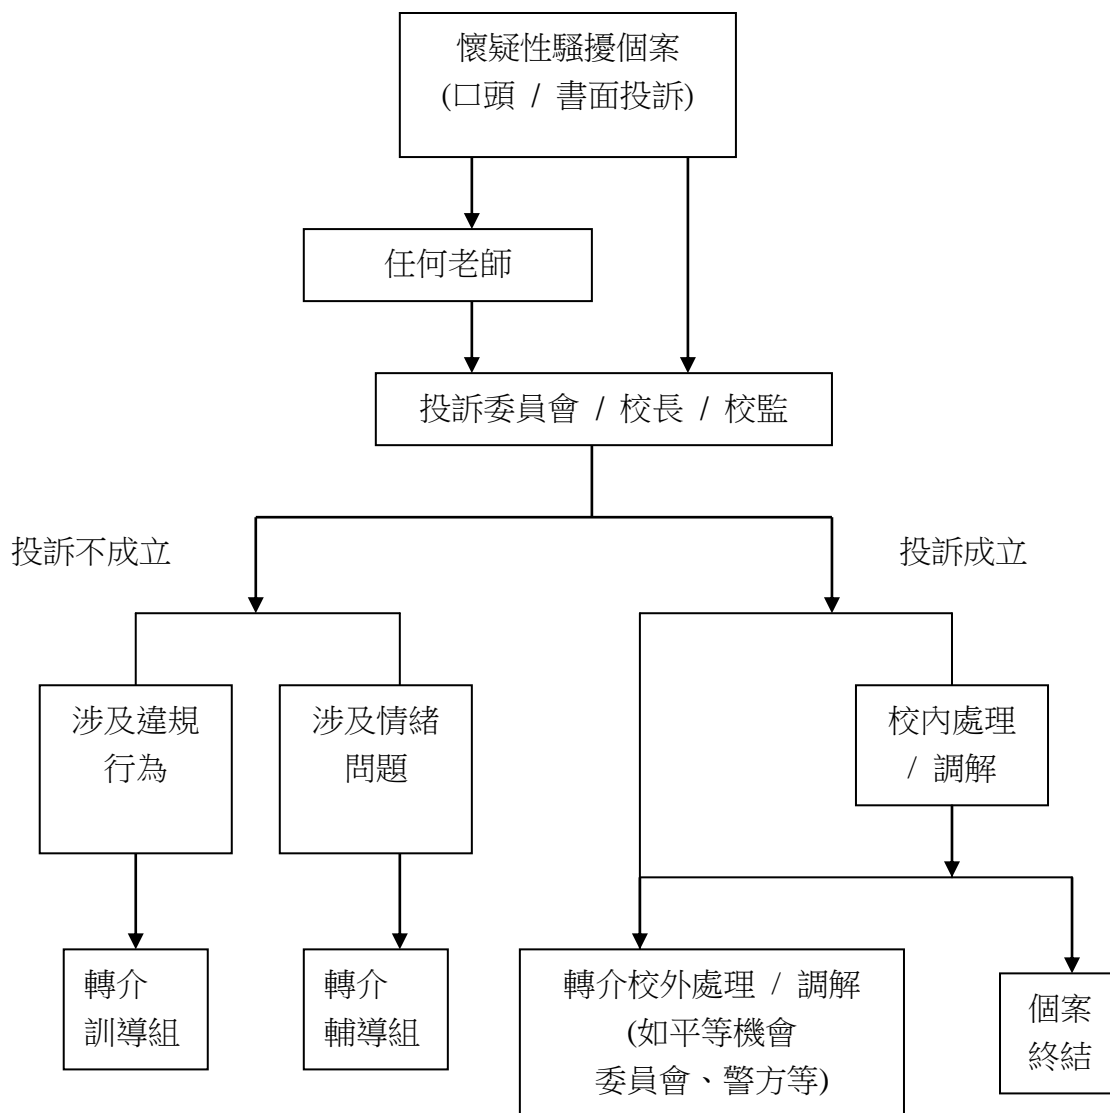 懷疑性騷擾個案
(口頭 / 書面投訴)
任何老師
投訴委員會 / 校長 / 校監
投訴不成立
投訴成立
涉及違規
行為
涉及情緒
問題
校內處理
/ 調解
轉介
訓導組
轉介
輔導組
轉介校外處理 / 調解
(如平等機會
委員會、警方等)
個案
終結